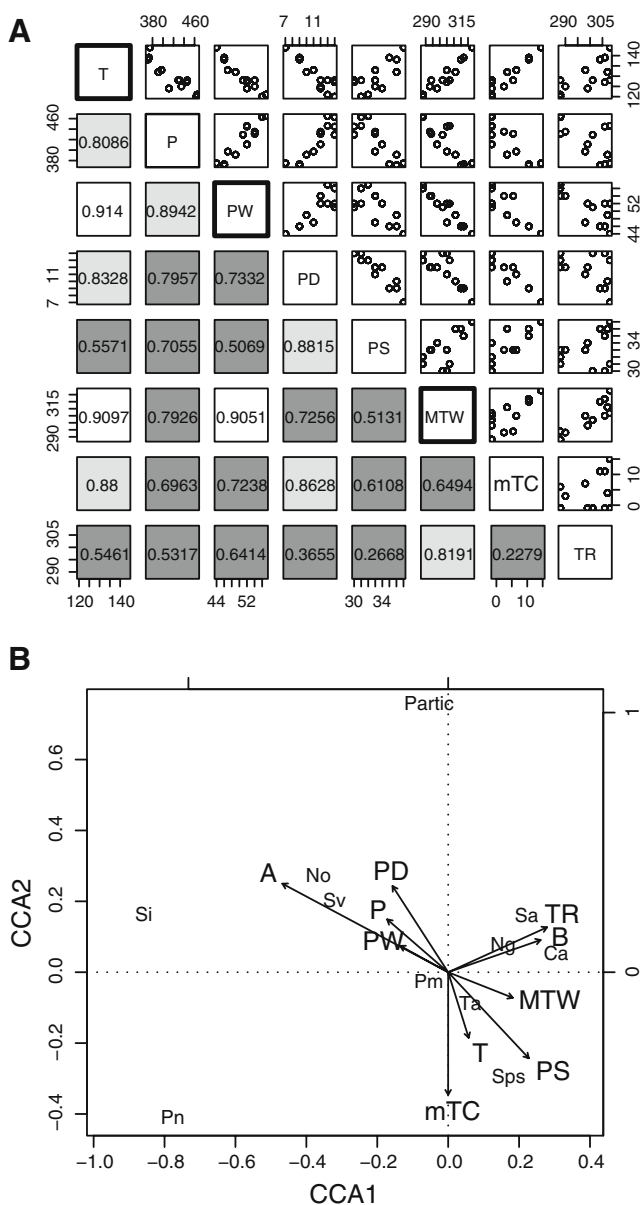 A
380 460 7 11 290 315 290 305
T
120 140
0.8086 P
380 460
0.914 0.8942 PW
44 52
7 11
0.8328 0.7957 0.7332 PD
0.5571 0.7055 0.5069 0.8815 PS
30 34
290 315
0.9097 0.7926 0.9051 0.7256 0.5131 MTW
0.88 0.6963 0.7238 0.8628 0.6108 0.6494 mTC
0 10
290 305
0.5461 0.5317 0.6414 0.3655 0.2668 0.8191 0.2279 TR
120 140 44 52 30 34 0 10
B
Partic
1
0.6
0.4
A No PD
0.2 Si Sv P Sa TR
PW Ng B
Ca
0.0 0
Pm
Ta MTW
−0.2
T PS
Sps
−0.4 Pn mTC
CCA2
−1.0 −0.8 −0.6 −0.4 −0.2 0.0 0.2 0.4
CCA1